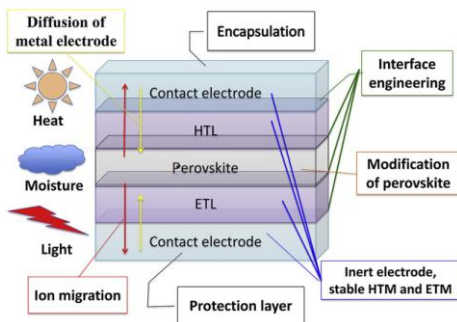 Diffusion of
metal electrode
Encapsulation
Contact electrode
Interface
engineering
Heat
HTL
Moisture
Perovskite
Modification
of perovskite
ETL
Light
Contact electrode
Ion migration
Inert electrode,
stable HTM and ETM
Protection layer